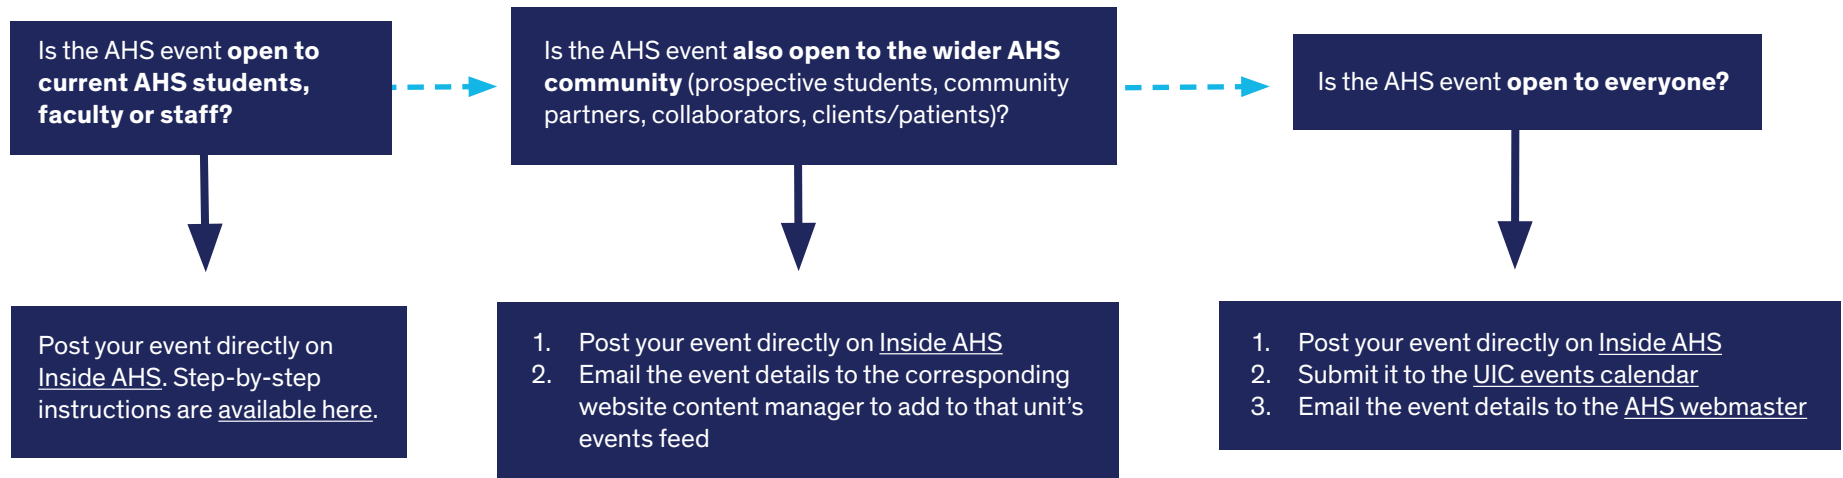 Is the AHS event open to
current AHS students,
faculty or staff?
Is the AHS event also open to the wider AHS
community (prospective students, community
partners, collaborators, clients/patients)?
Is the AHS event open to everyone?
Post your event directly on
Inside AHS. Step-by-step
instructions are available here.
1. Post your event directly on Inside AHS
2. Email the event details to the corresponding
website content manager to add to that unit’s
events feed
1. Post your event directly on Inside AHS
2. Submit it to the UIC events calendar
3. Email the event details to the AHS webmaster